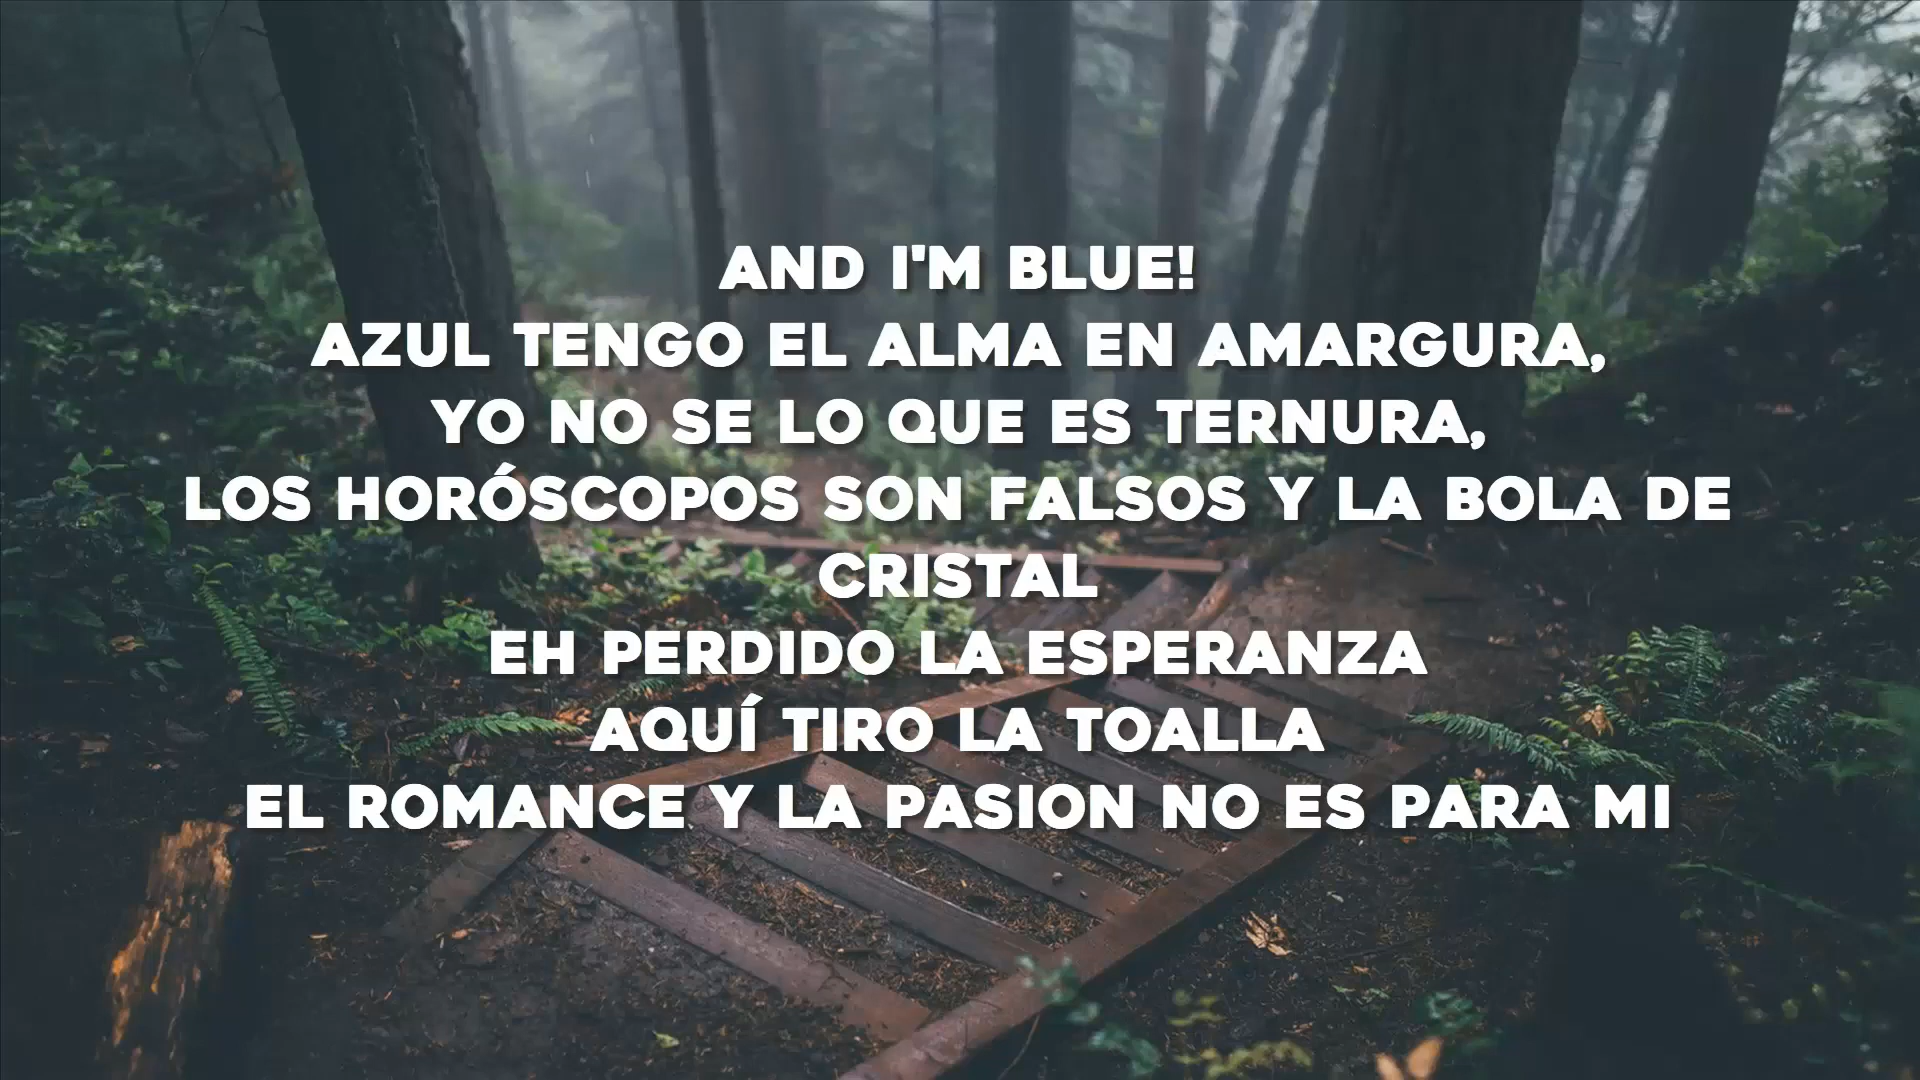 AND I'M BLUE!
AZUL TENGO EL ALMA EN AMARGURA,
YO NO SE LO QUE ES TERNURA,
LOS HORÓSCOPOS SON FALSOS Y LA BOLA DE
CRISTAL
EH PERDIDO LA ESPERANZA
AQUÍ TIRO LA TOALLA
EL ROMANCE Y LA PASION NO ES PARA MI